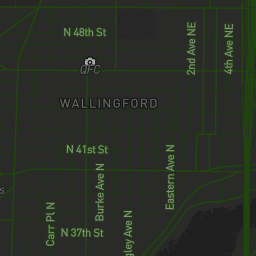 N 48th St
2nd Ave NE
4th Ave NE
QFC
WALLINGFORD
N 41st St
Burke Ave N
Eastern Ave N
Carr Pl N
N 37th St